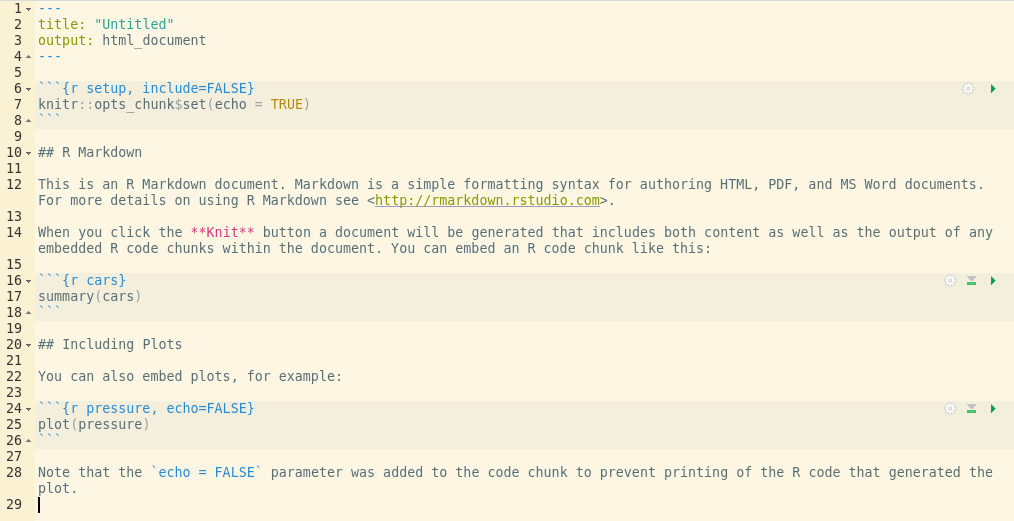 1 ---
2 title: "Untitled"
3 output: html_document
4 ---
5
6 ```{r setup, include=FALSE}
7 knitr::opts_chunk$set(echo = TRUE)
8 ```
9
10 ## R Markdown
11
12 This is an R Markdown document. Markdown is a simple formatting syntax for authoring HTML, PDF, and MS Word documents.
For more details on using R Markdown see <http://rmarkdown.rstudio.com>.
13
14 When you click the **Knit** button a document will be generated that includes both content as well as the output of any
embedded R code chunks within the document. You can embed an R code chunk like this:
15
16 ```{r cars}
17 summary(cars)
18 ```
19
20 ## Including Plots
21
22 You can also embed plots, for example:
23
24 ```{r pressure, echo=FALSE}
25 plot(pressure)
26 ```
27
28 Note that the `echo = FALSE` parameter was added to the code chunk to prevent printing of the R code that generated the
plot.
29